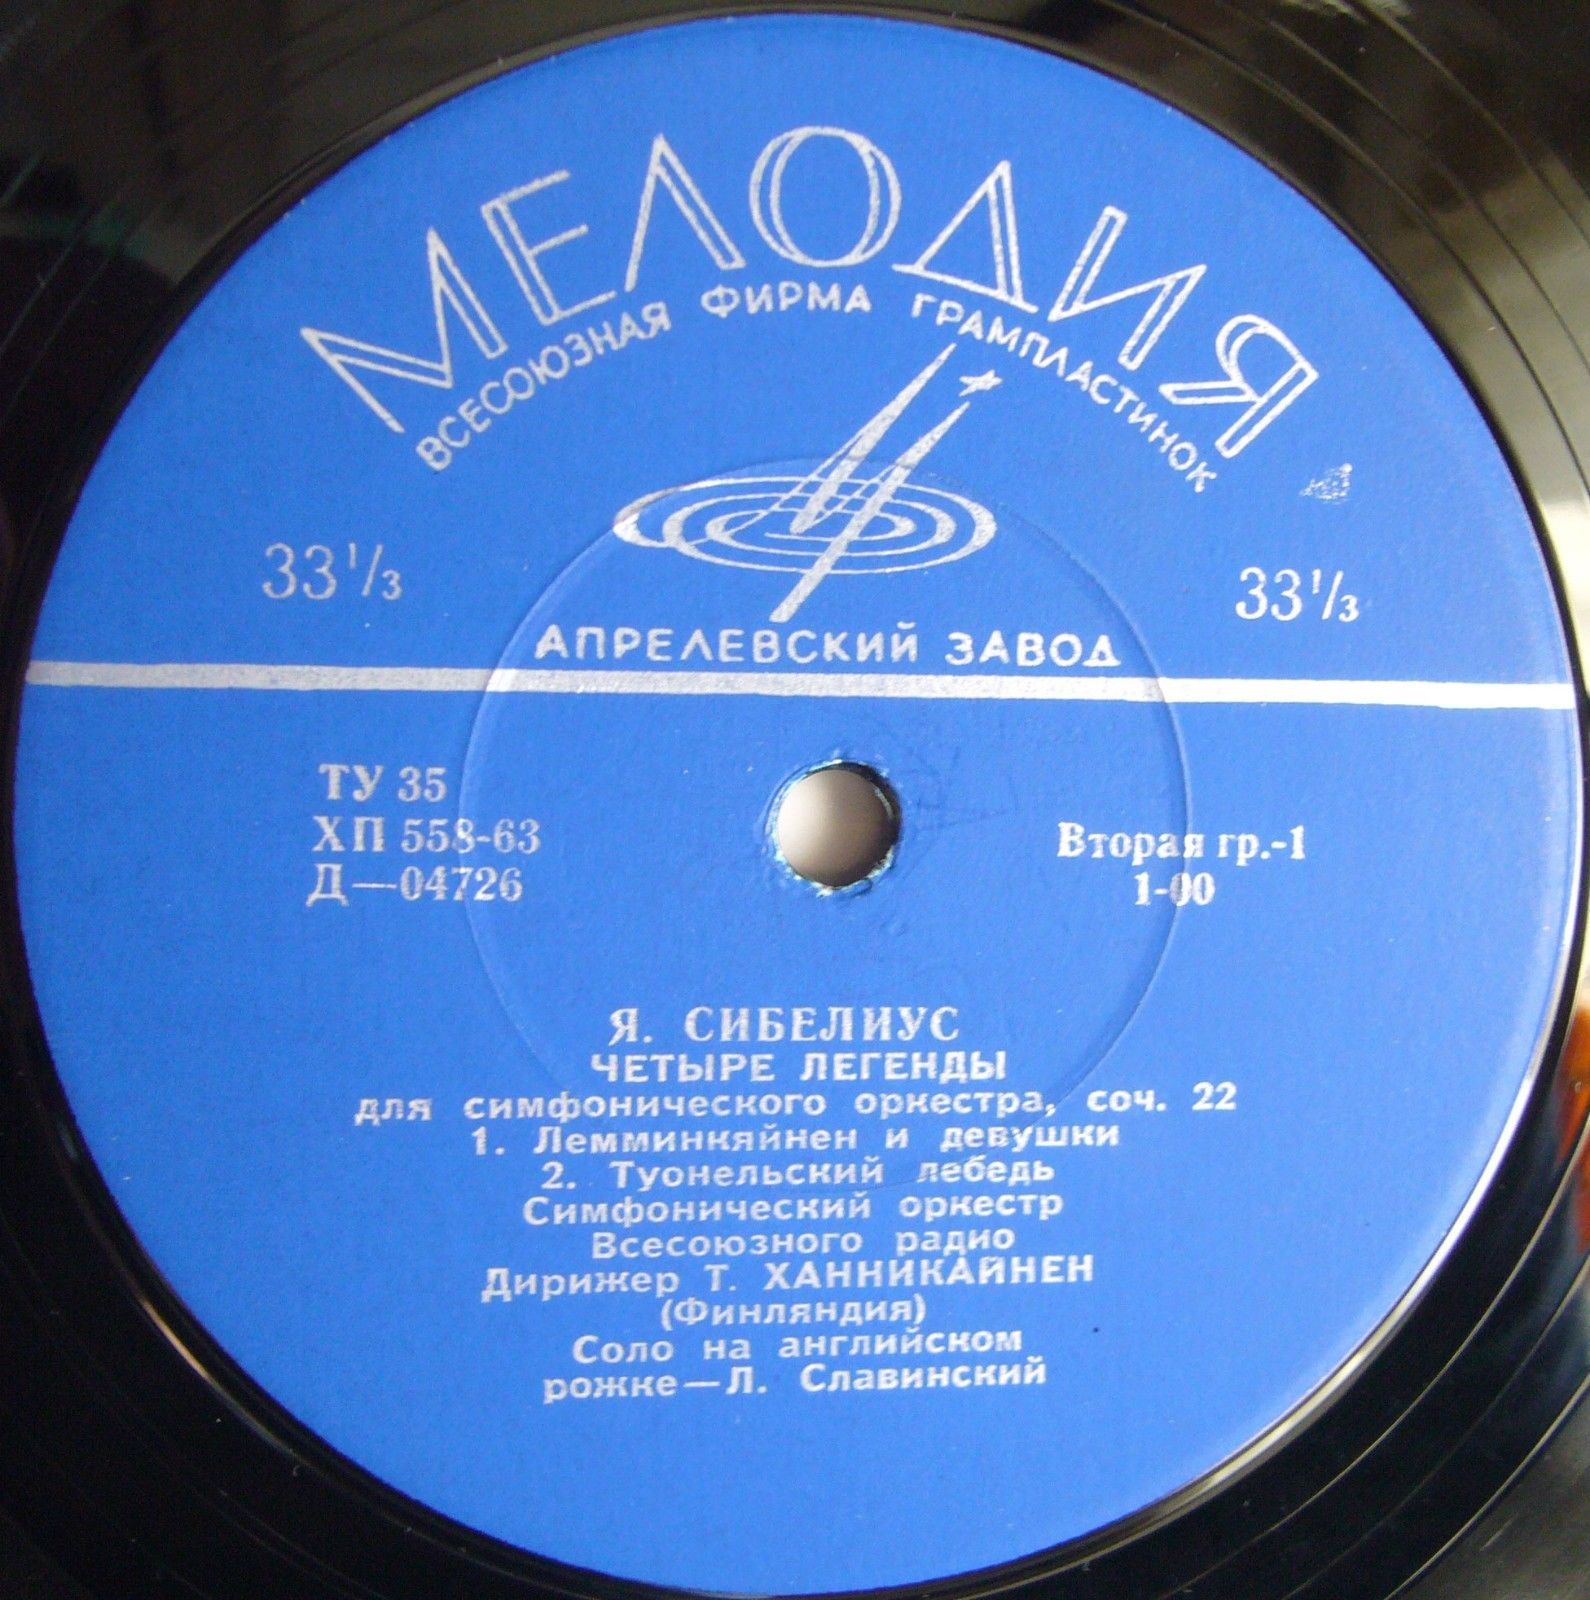 МЕЛОДИЯ
ВСЕСОЮЗНАЯ ФИРМА ГРАМПЛАСТИНОК
33⅓ 33⅓
АПРЕЛЕВСКИЙ ЗАВОД
ТУ 35
ХП 558-63
Д—04726
Вторая гр.-1
1-00
Я. СИБЕЛИУС
ЧЕТЫРЕ ЛЕГЕНДЫ
для симфонического оркестра, соч. 22
1. Лемминкяйнен и девушки
2. Туонельский лебедь
Симфонический оркестр
Всесоюзного радио
Дирижер Т. ХАННИКАЙНЕН
(Финляндия)
Соло на английском
рожке—Л. Славинский